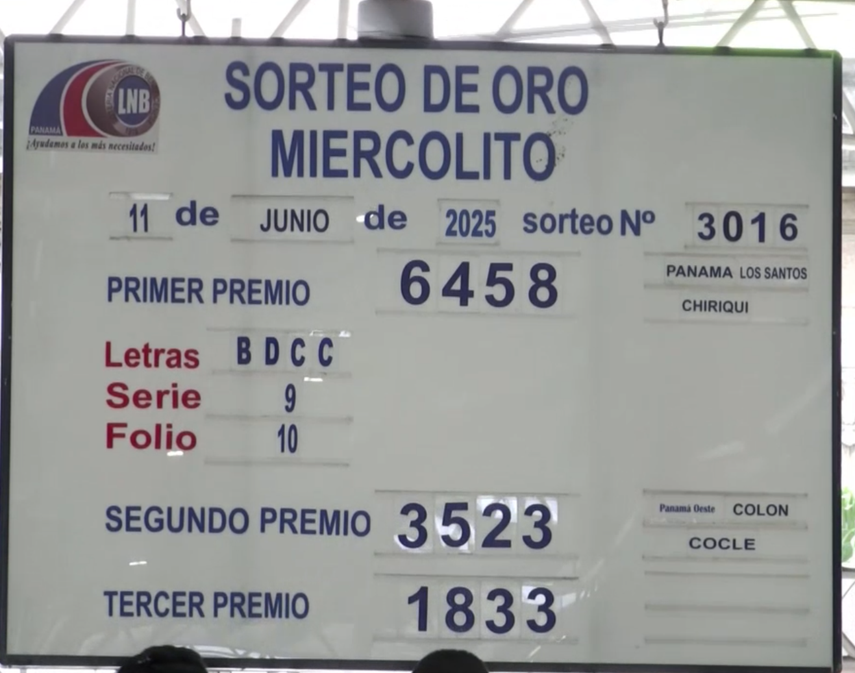 SORTEO DE ORO
MIERCOLITO
LNB
PANAMÁ
¡Ayudamos a los más necesitados!
11 de JUNIO de 2025 sorteo Nº 3016
PRIMER PREMIO 6458 PANAMA LOS SANTOS
CHIRIQUI
Letras B D C C
Serie 9
Folio 10
SEGUNDO PREMIO 3523 Panamá Oeste COLON
COCLE
TERCER PREMIO 1833